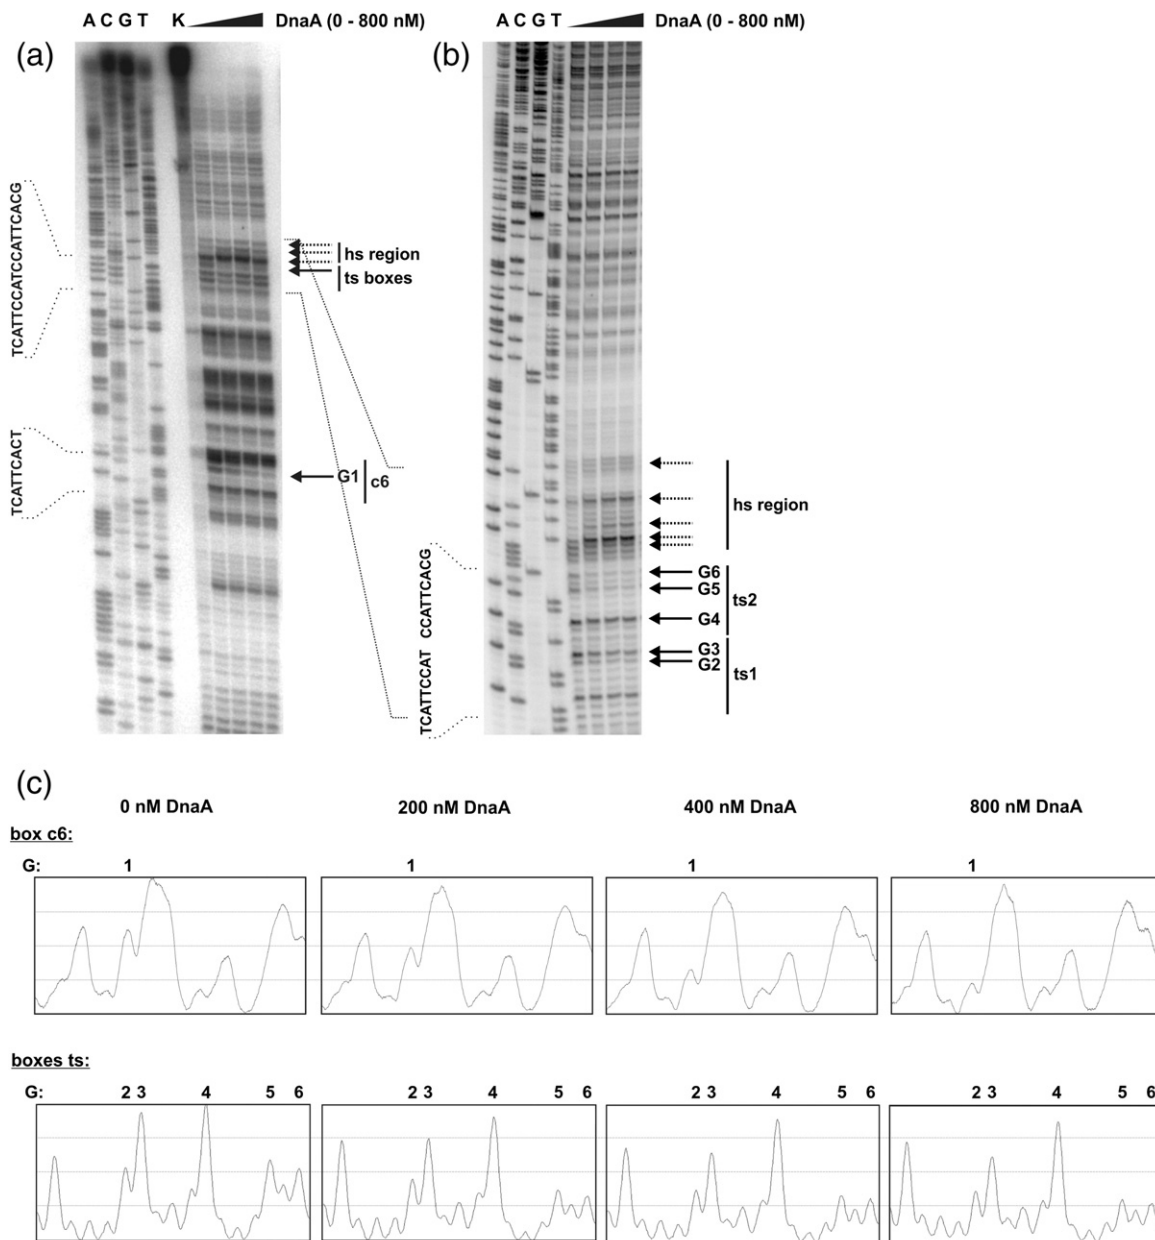 A C G T K DnaA (0 - 800 nM)
A C G T DnaA (0 - 800 nM)
(a)
(b)
TCATTCCATCCATTCACG
hs region
ts boxes
TCATTCACT
G1
c6
hs region
TCATTCCAT CCATTCACG
G6
G5
ts2
G4
G3
G2
ts1
(c)
0 nM DnaA 200 nM DnaA 400 nM DnaA 800 nM DnaA
box c6:
G: 1 1 1 1
boxes ts:
G: 2 3 4 5 6 2 3 4 5 6 2 3 4 5 6 2 3 4 5 6